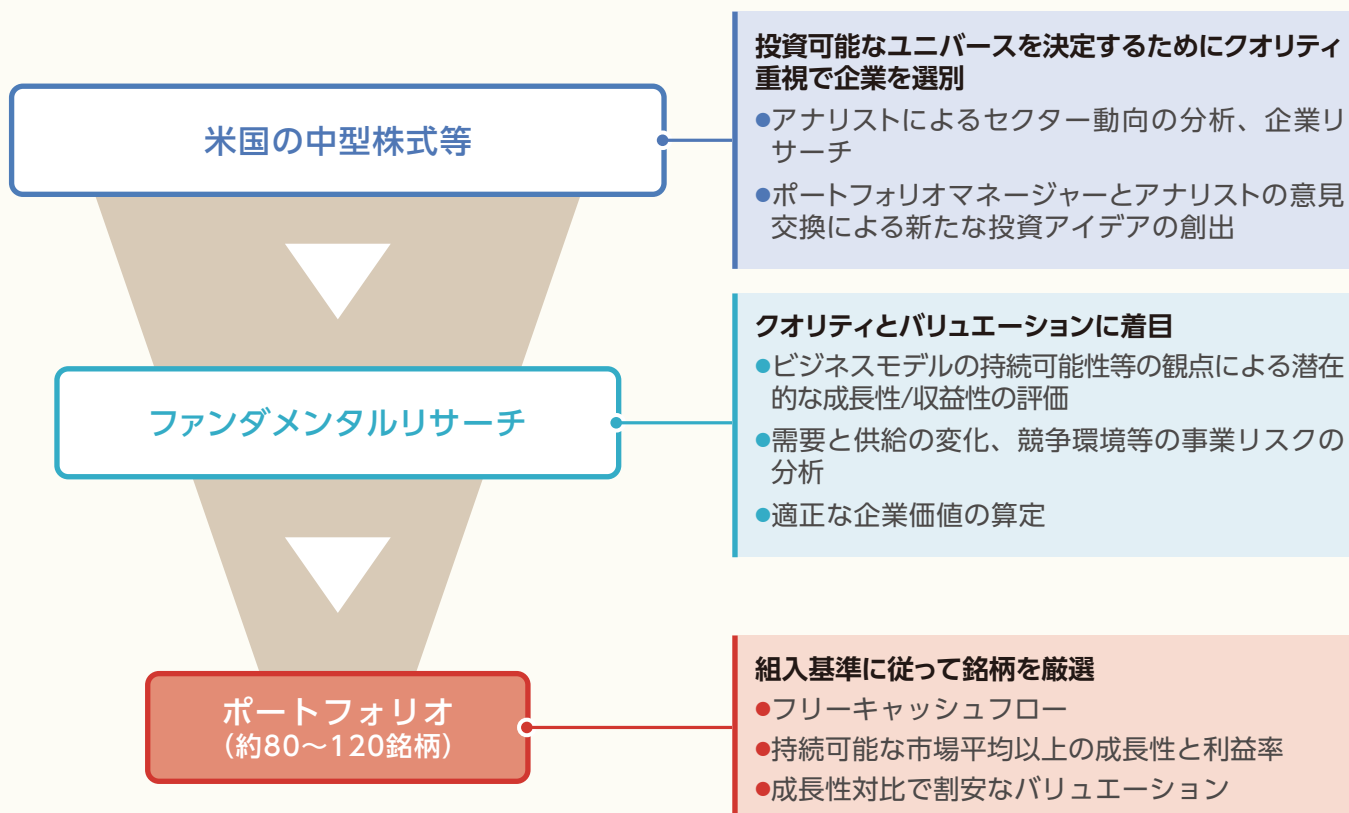 米国の中型株式等
投資可能なユニバースを決定するためにクオリティ
重視で企業を選別
●アナリストによるセクター動向の分析、企業リ
サーチ
●ポートフォリオマネージャーとアナリストの意見
交換による新たな投資アイデアの創出
ファンダメンタルリサーチ
クオリティとバリュエーションに着目
●ビジネスモデルの持続可能性等の観点による潜在
的な成長性/収益性の評価
●需要と供給の変化、競争環境等の事業リスクの
分析
●適正な企業価値の算定
ポートフォリオ
(約80～120銘柄)
組入基準に従って銘柄を厳選
●フリーキャッシュフロー
●持続可能な市場平均以上の成長性と利益率
●成長性対比で割安なバリュエーション